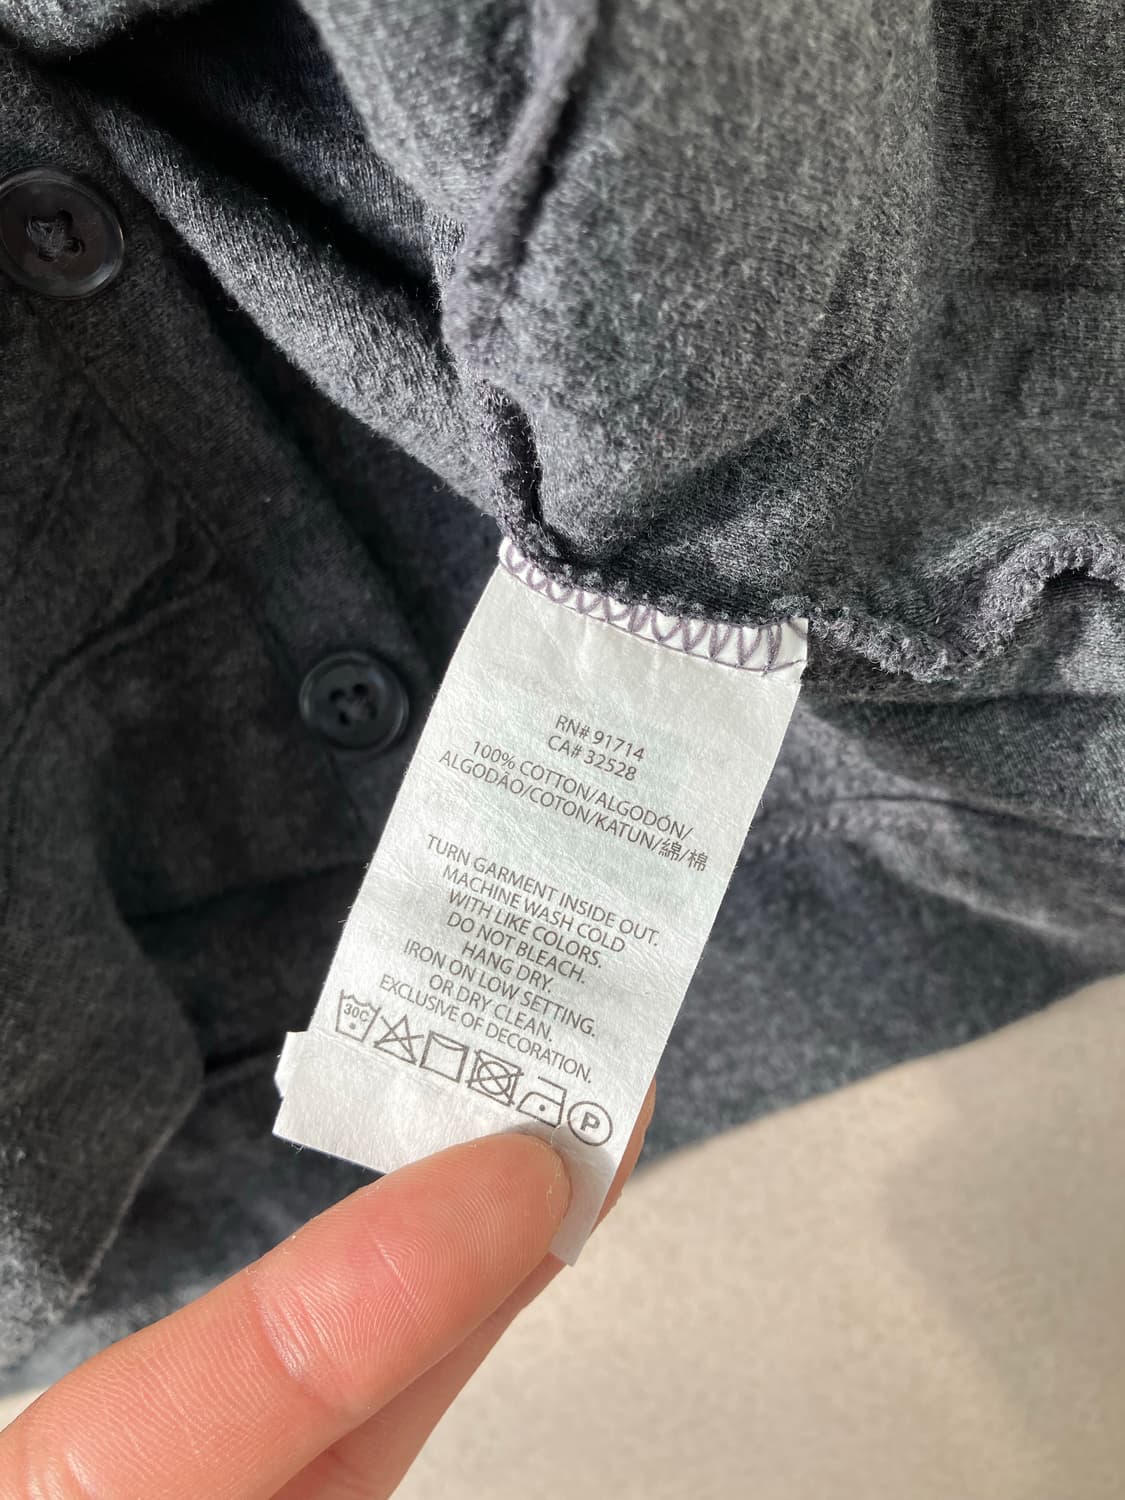 RN# 91714
CA# 32528
100% COTTON/ALGODÓN/
ALGODÃO/COTON/KATUN/綿/棉
TURN GARMENT INSIDE OUT.
MACHINE WASH COLD
WITH LIKE COLORS.
DO NOT BLEACH.
HANG DRY.
IRON ON LOW SETTING.
OR DRY CLEAN.
EXCLUSIVE OF DECORATION.
30C P